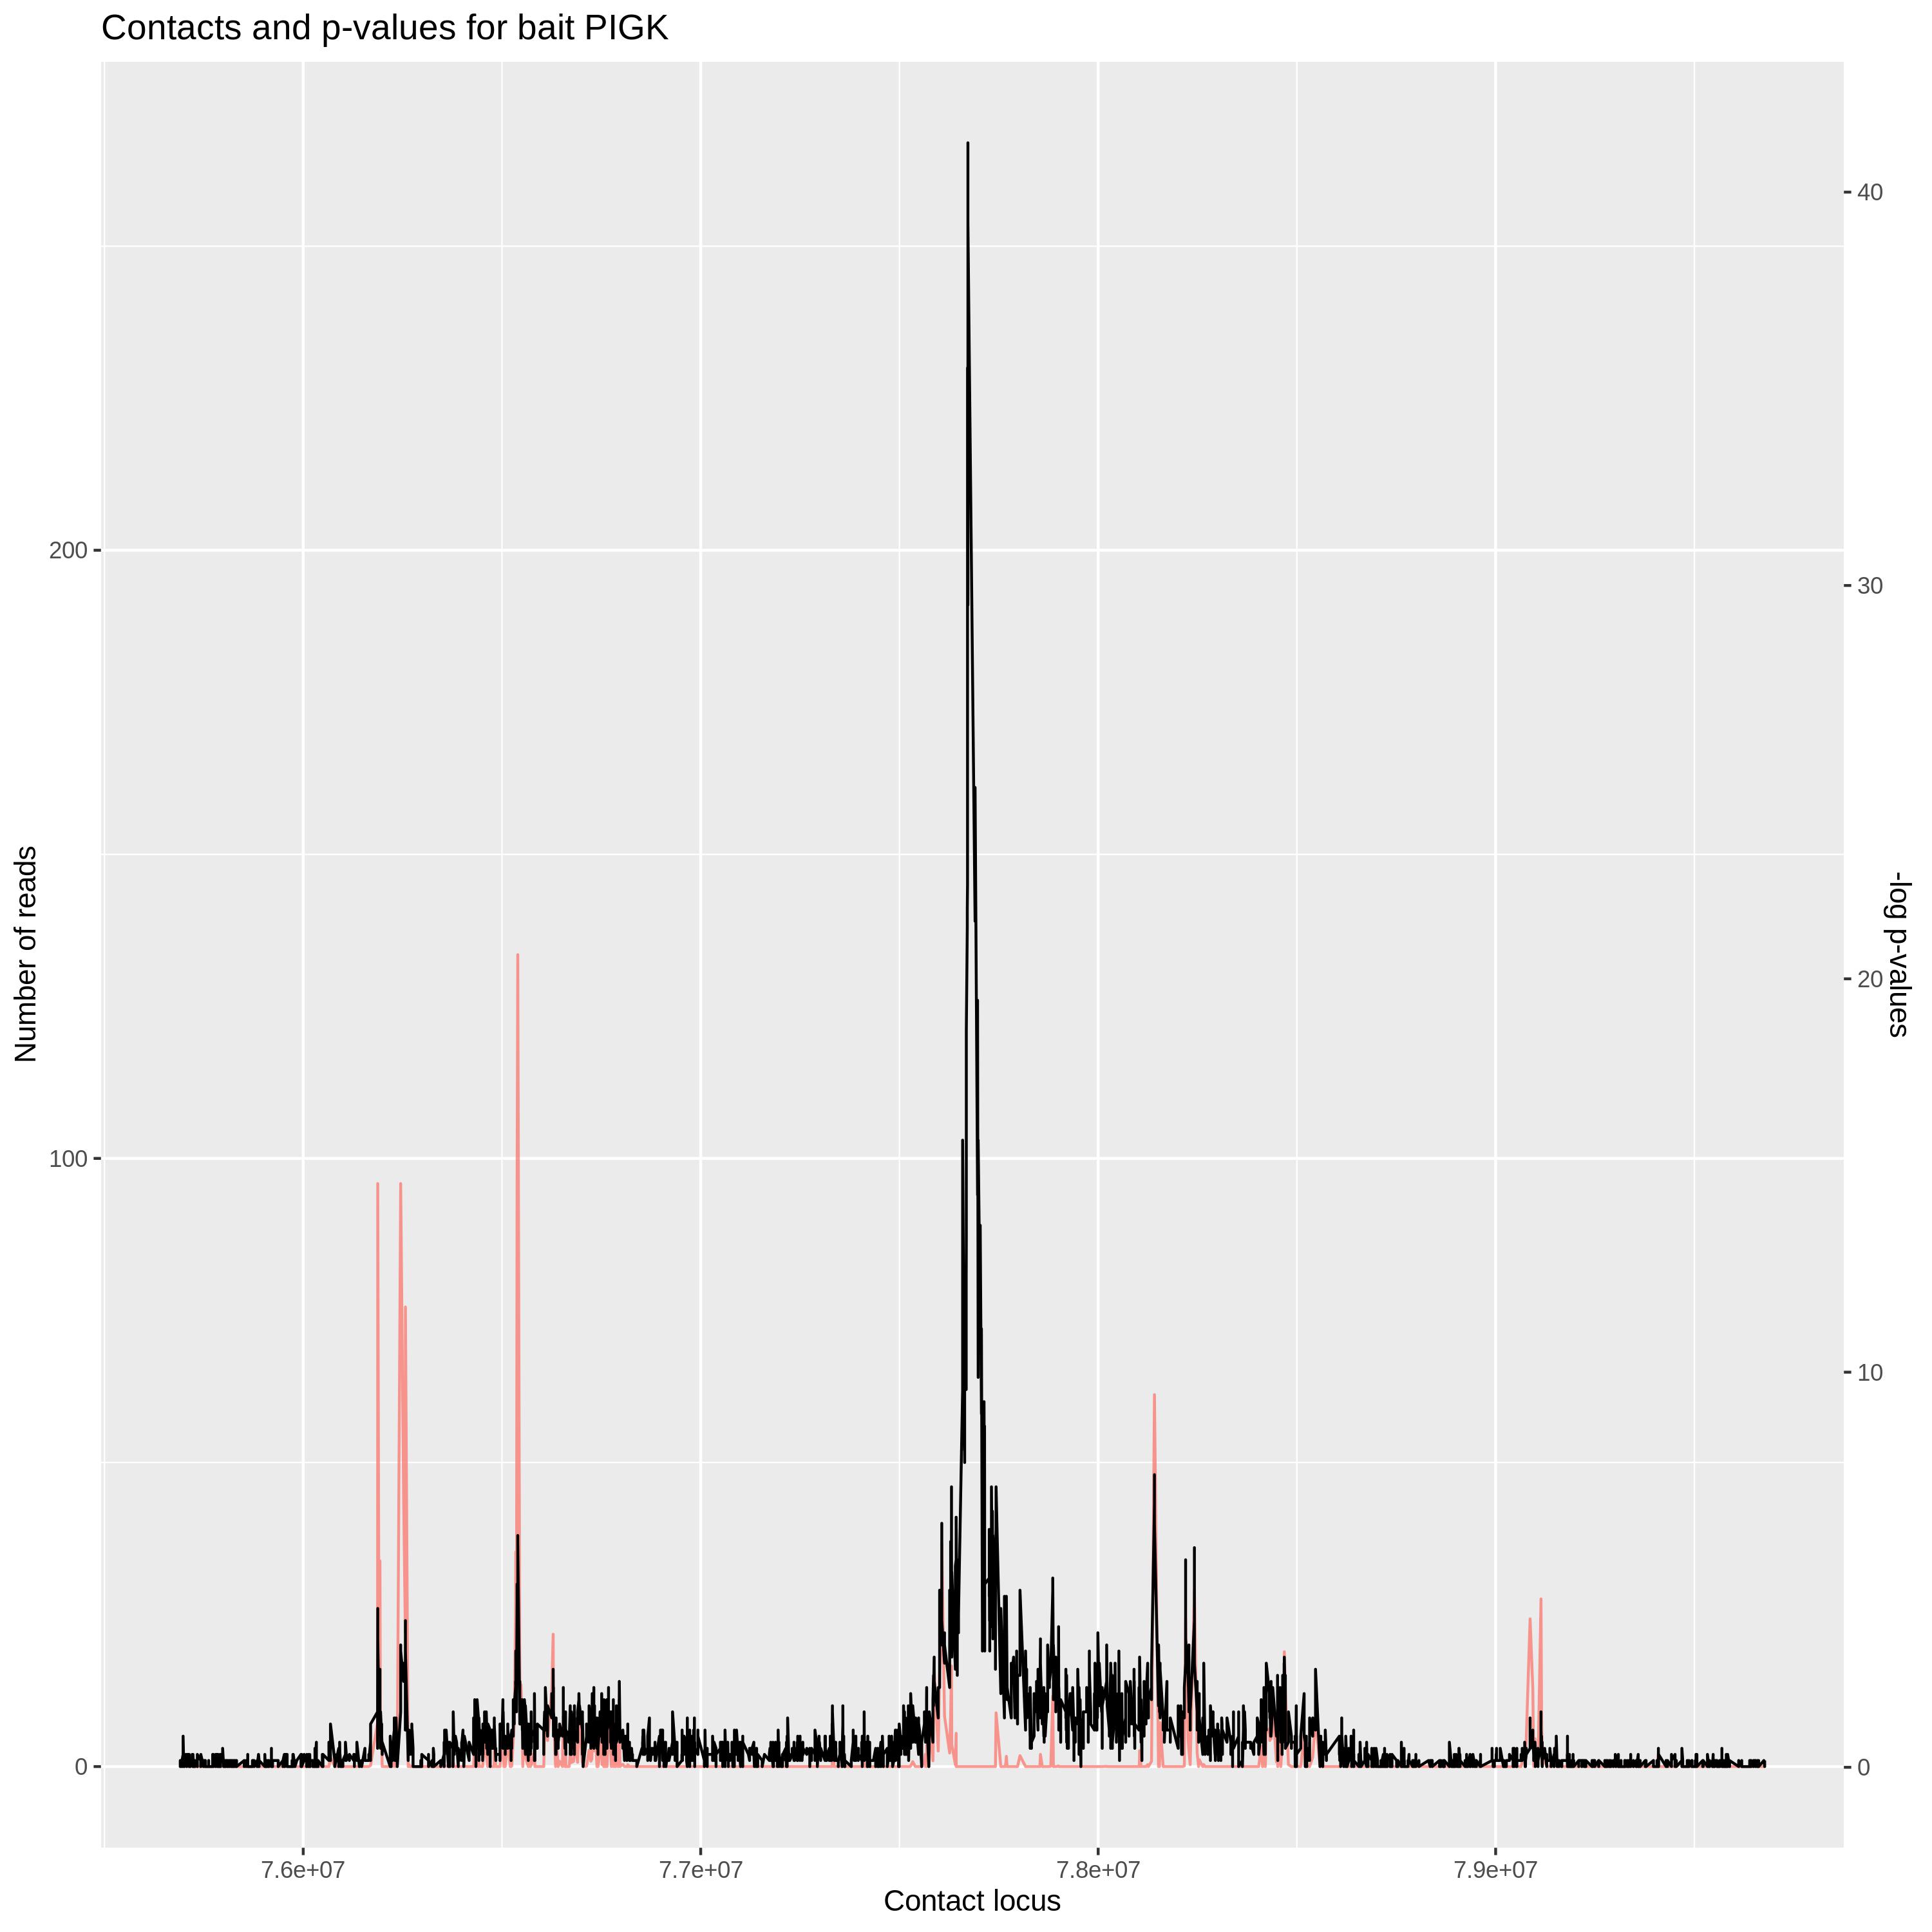 Contacts and p-values for bait PIGK
Number of reads
200
100
0
40
30
20
10
0
-log p-values
7.6e+07
7.7e+07
7.8e+07
7.9e+07
Contact locus